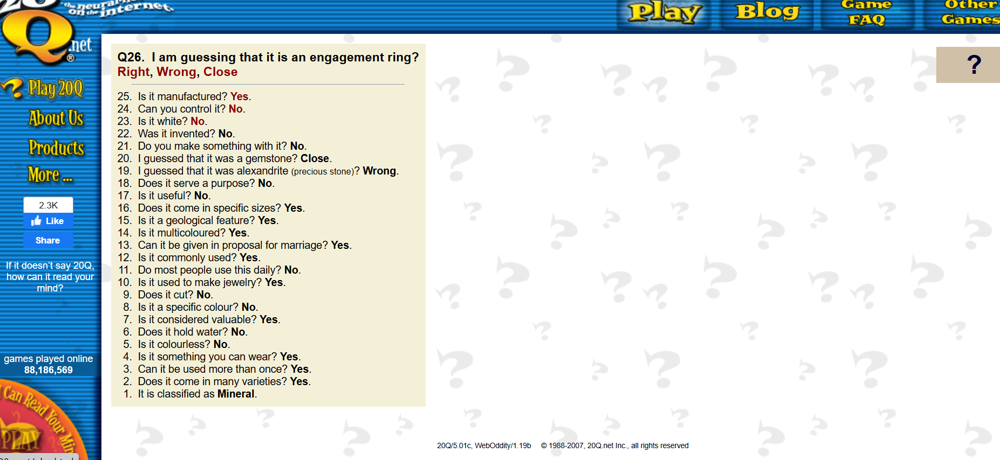 the neural-net
on the internet.
Q
.net
®
Play
Blog
Game
FAQ
Other
Games
Play 20Q
About Us
Products
More ...
2.3K
Like
Share
If it doesn't say 20Q,
how can it read your
mind?
games played online
88,186,569
I Can Read Your Min
PLAY
Q26. I am guessing that it is an engagement ring?
Right, Wrong, Close
25. Is it manufactured? Yes.
24. Can you control it? No.
23. Is it white? No.
22. Was it invented? No.
21. Do you make something with it? No.
20. I guessed that it was a gemstone? Close.
19. I guessed that it was alexandrite (precious stone)? Wrong.
18. Does it serve a purpose? No.
17. Is it useful? No.
16. Does it come in specific sizes? Yes.
15. Is it a geological feature? Yes.
14. Is it multicoloured? Yes.
13. Can it be given in proposal for marriage? Yes.
12. Is it commonly used? Yes.
11. Do most people use this daily? No.
10. Is it used to make jewelry? Yes.
9. Does it cut? No.
8. Is it a specific colour? No.
7. Is it considered valuable? Yes.
6. Does it hold water? No.
5. Is it colourless? No.
4. Is it something you can wear? Yes.
3. Can it be used more than once? Yes.
2. Does it come in many varieties? Yes.
1. It is classified as Mineral.
?
20Q/5.01c, WebOddity/1.19b © 1988-2007, 20Q.net Inc., all rights reserved